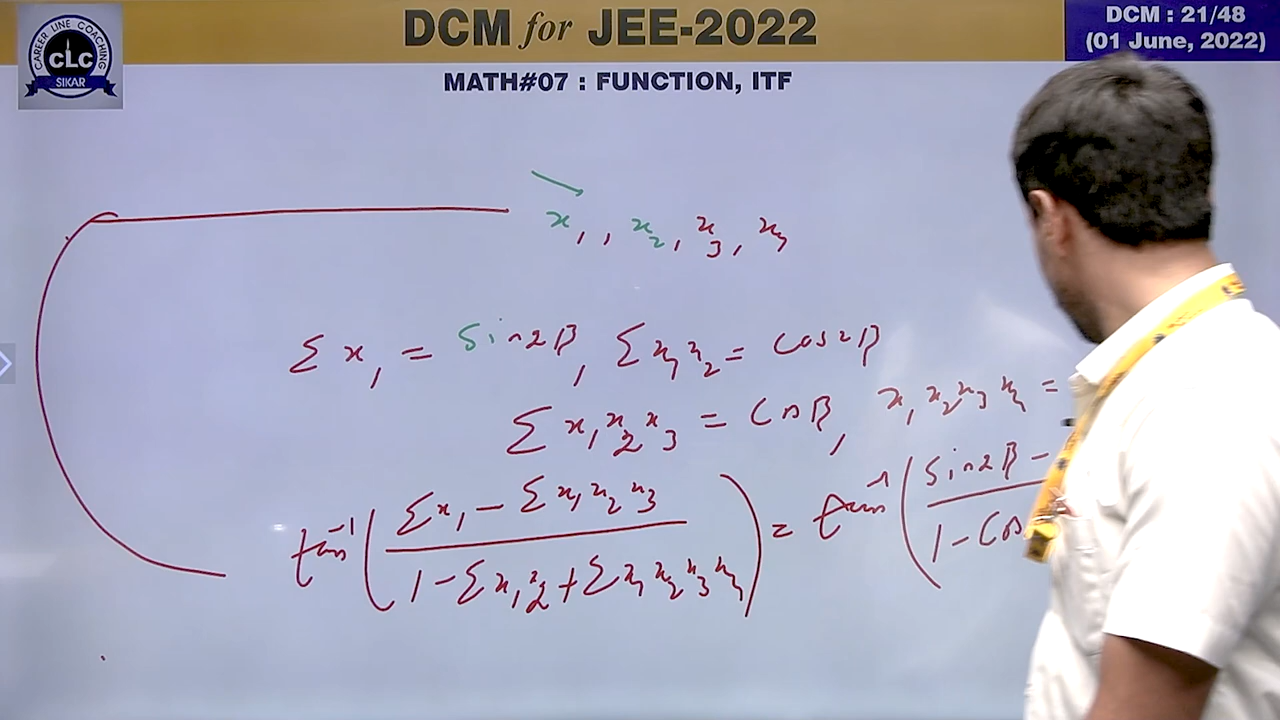 CAREER LINE COACHING
CLC
SIKAR
DCM for JEE-2022
DCM : 21/48
(01 June, 2022)
MATH#07 : FUNCTION, ITF
x₁, x₂, x₃, x₄
Σx₁ = sin2β, Σx₁x₂ = cos2β
Σx₁x₂x₃ = cosβ, x₁x₂x₃x₄ =
tan⁻¹((Σx₁ - Σx₁x₂x₃)/(1 - Σx₁x₂ + Σx₁x₂x₃x₄)) = tan⁻¹((sin2β -)/(1 - cos